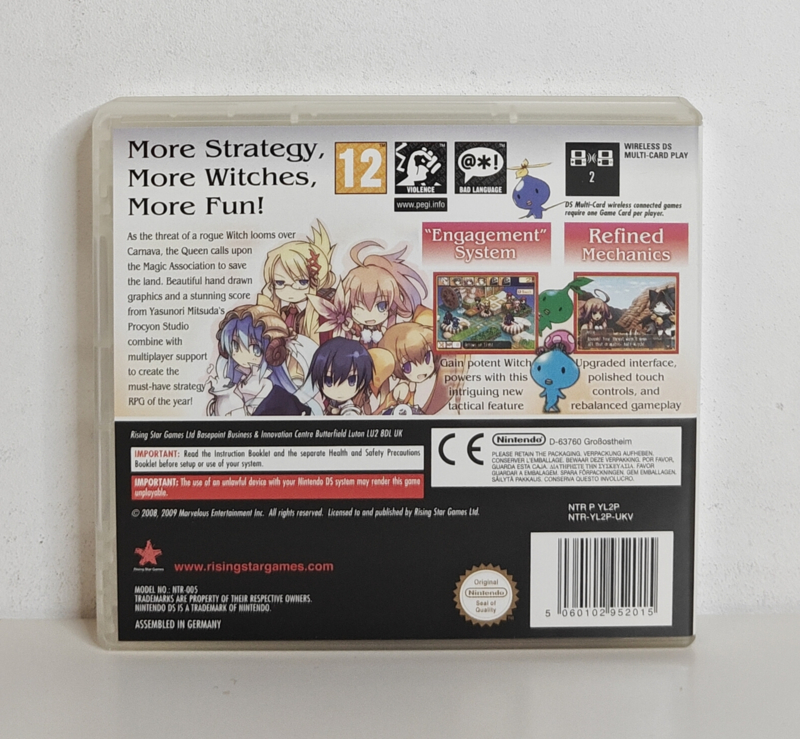 More Strategy,
More Witches,
More Fun!
12
VIOLENCE
www.pegi.info
@*!
BAD LANGUAGE
2
WIRELESS DS
MULTI-CARD PLAY
DS Multi-Card wireless connected games
require one Game Card per player.
As the threat of a rogue Witch looms over
Carnava, the Queen calls upon
the Magic Association to save
the land. Beautiful hand drawn
graphics and a stunning score
from Yasunori Mitsuda's
Procyon Studio
combine with
multiplayer support
to create the
must-have strategy
RPG of the year!
"Engagement"
System
Gain potent Witch
powers with this
intriguing new
tactical feature
Refined
Mechanics
Upgraded interface,
polished touch
controls, and
rebalanced gameplay
Rising Star Games Ltd Basepoint Business & Innovation Centre Butterfield Luton LU2 8DL UK
IMPORTANT: Read the Instruction Booklet and the separate Health and Safety Precautions
Booklet before setup or use of your system.
IMPORTANT: The use of an unlawful device with your Nintendo DS system may render this game
unplayable.
© 2008, 2009 Marvelous Entertainment Inc. All rights reserved. Licensed to and published by Rising Star Games Ltd.
CE
Nintendo
D-63760 Großostheim
PLEASE RETAIN THE PACKAGING. VERPACKUNG AUFHEBEN.
CONSERVER L'EMBALLAGE. BEWAAR DEZE VERPAKKING. POR FAVOR,
GUARDA ESTA CAJA. ΔΙΑΤΗΡΗΣΤΕ ΤΗΝ ΣΥΣΚΕΥΑΣΙΑ. FAVOR
GUARDAR A EMBALAGEM. SPARA FÖRPACKNINGEN. GEM EMBALLAGEN.
SÄILYTÄ PAKKAUS. CONSERVA QUESTO INVOLUCRO.
NTR P YL2P
NTR-YL2P-UKV
Rising Star Games
www.risingstargames.com
MODEL NO.: NTR-005
TRADEMARKS ARE PROPERTY OF THEIR RESPECTIVE OWNERS.
NINTENDO DS IS A TRADEMARK OF NINTENDO.
ASSEMBLED IN GERMANY
Original
Nintendo
Seal of
Quality
5 060102 952015